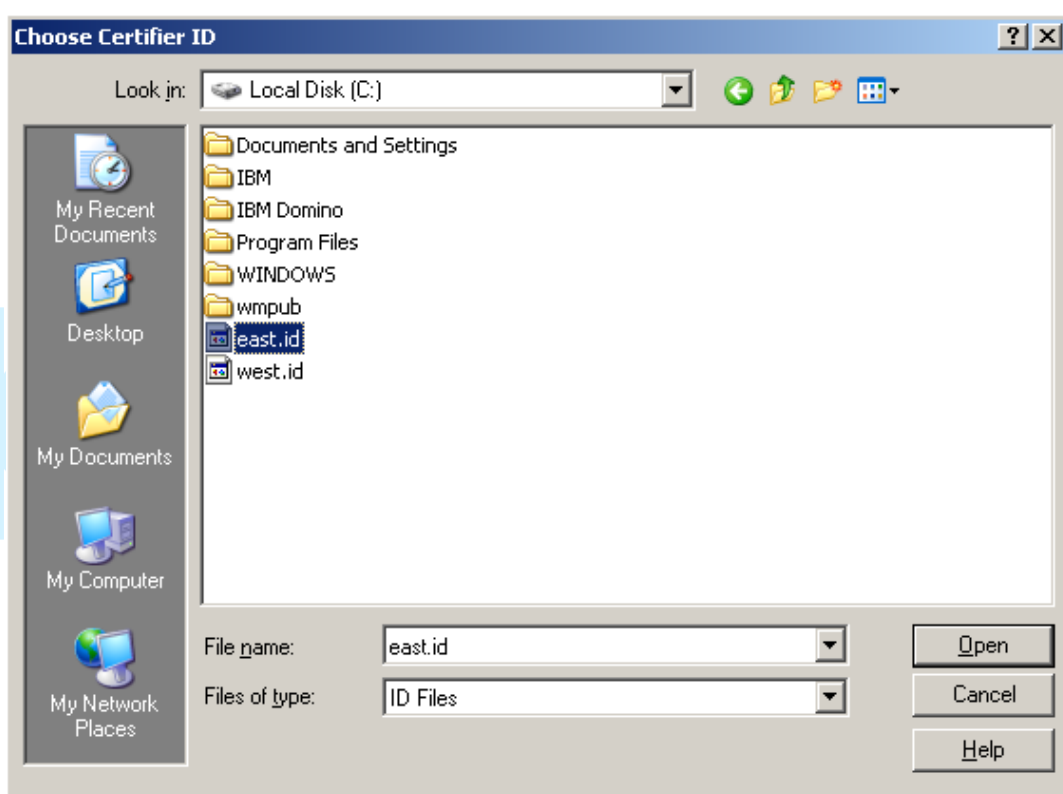 Choose Certifier ID
Look in: Local Disk (C:)
My Recent
Documents
Desktop
My Documents
My Computer
My Network
Places
Documents and Settings
IBM
IBM Domino
Program Files
WINDOWS
wmpub
east.id
west.id
File name: east.id Open
Files of type: ID Files Cancel
Help